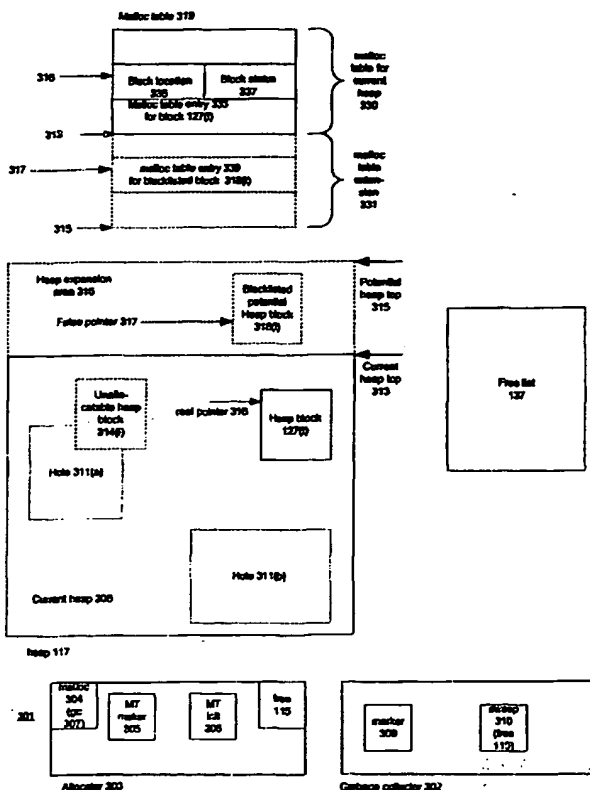 Malloc table 319
316
Block location
336
Block status
337
Malloc table entry 335
for block 127(i)
313
317
malloc table entry 339
for blacklisted block 318(i)
315
malloc
table for
current
heap
330
malloc
table
exten-
sion
331
Heap expansion
area 315
Blacklisted
potential
Heap block
318(i)
False pointer 317
Potential
heap top
315
Current
heap top
313
Unallo-
catable heap
block
314(i)
real pointer 316
Heap block
127(i)
Hole 311(a)
Hole 311(b)
Current heap 308
heap 117
Free list
137
301
malloc
304
(gc
307)
MT
marker
305
MT
init
306
free
115
Allocator 303
marker
309
sweep
310
(free
115)
Garbage collector 302